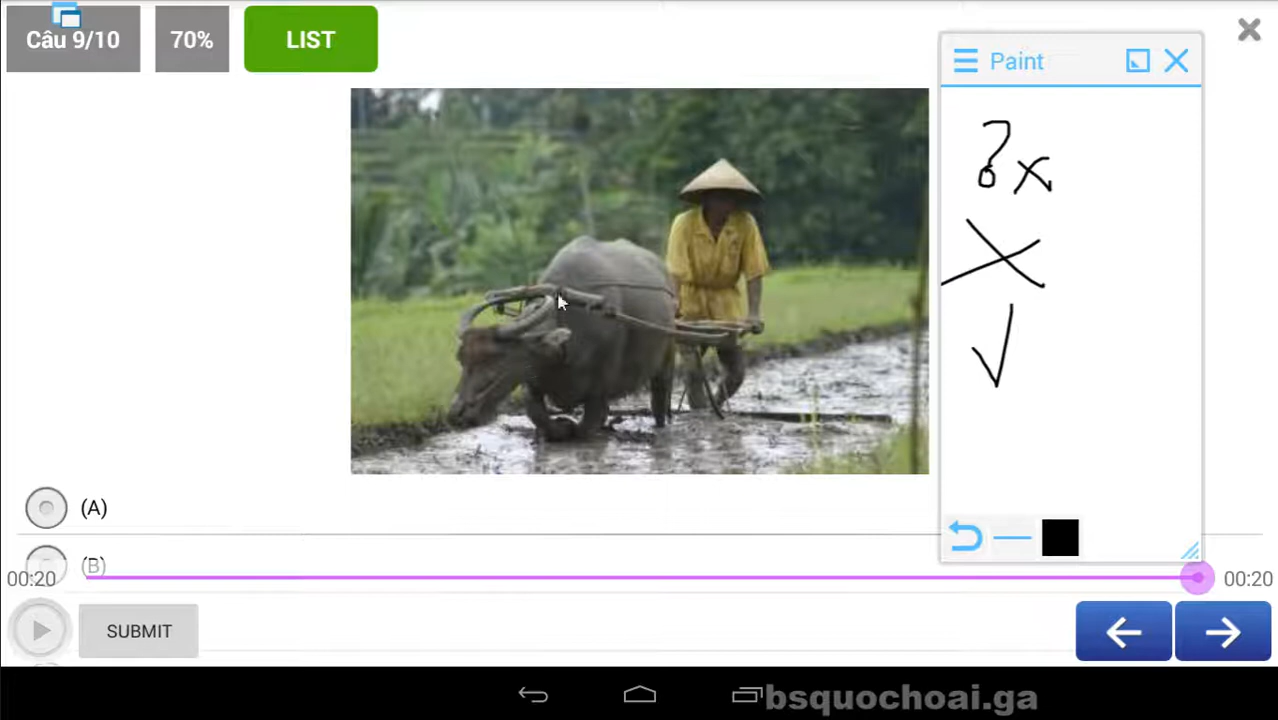 Câu 9/10
70%
LIST
Paint
?x
(A)
(B)
00:20
00:20
SUBMIT
bsquochoai.ga